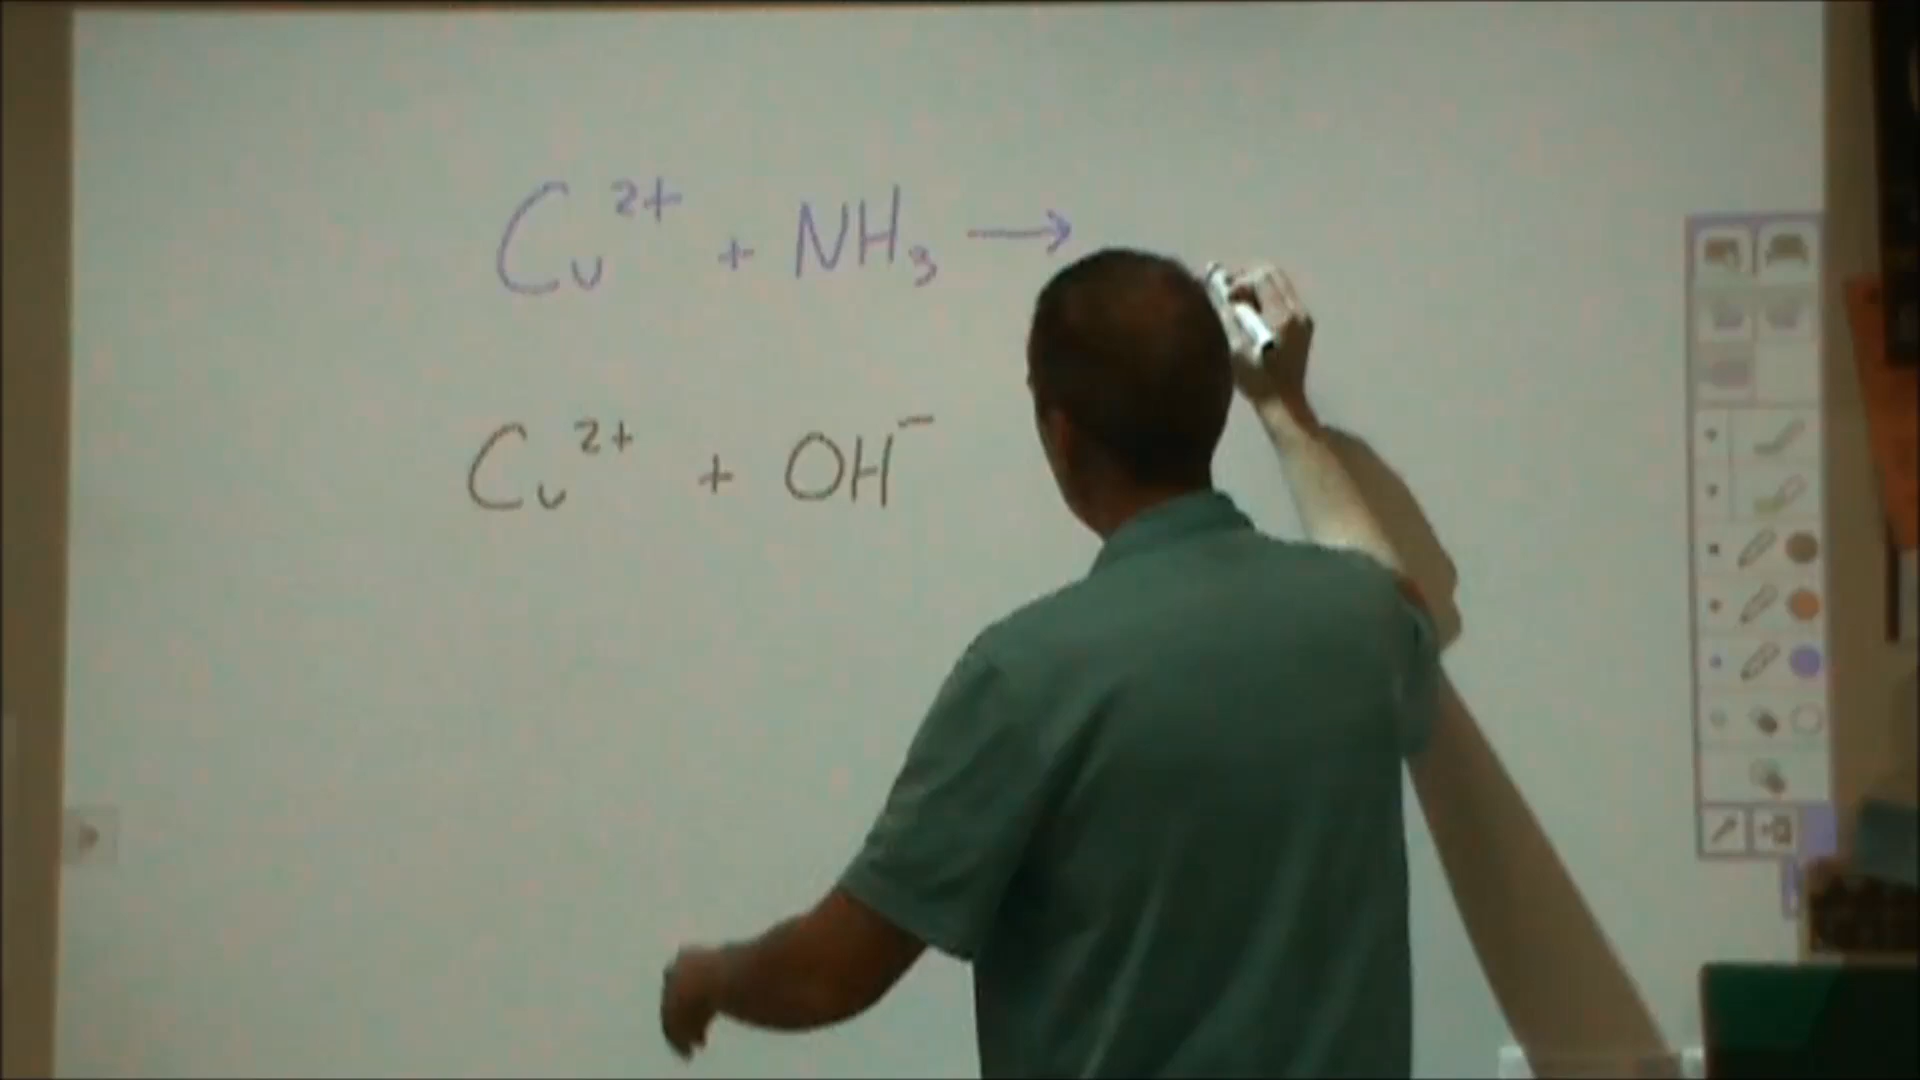 Cu²⁺ + NH₃ →
Cu²⁺ + OH⁻